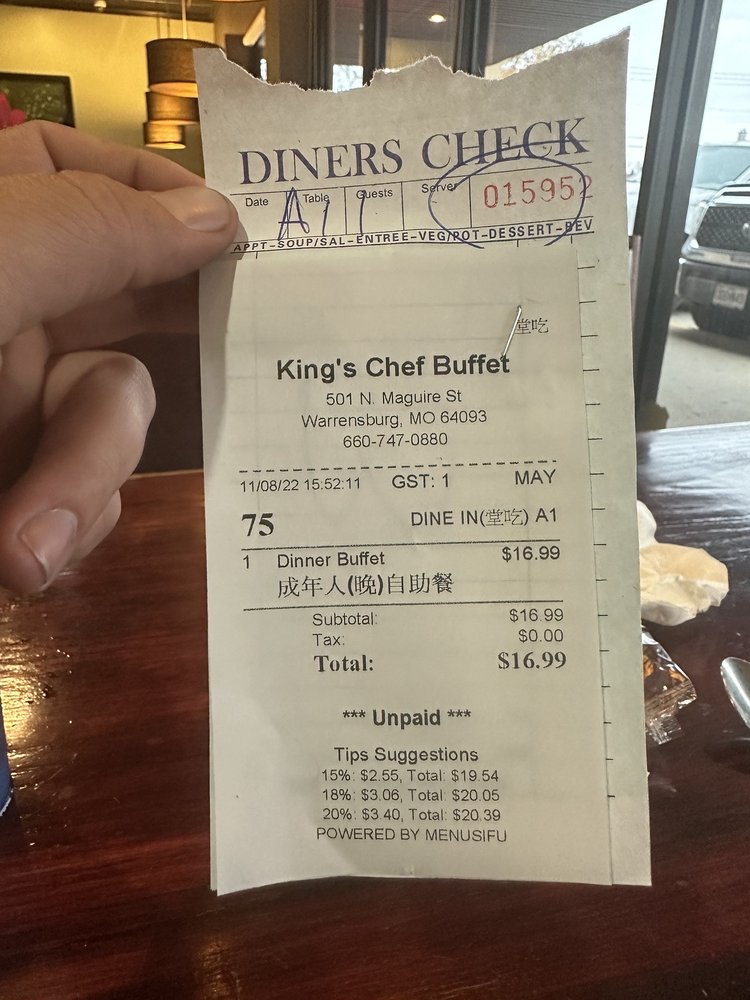 DINERS CHECK
Date Table Guests Server 015952
A1 1
APPT-SOUP/SAL-ENTREE-VEG/POT-DESSERT-BEV
堂吃
King's Chef Buffet
501 N. Maguire St
Warrensburg, MO 64093
660-747-0880
11/08/22 15:52:11 GST: 1 MAY
75 DINE IN(堂吃) A1
1 Dinner Buffet $16.99
成年人(晚)自助餐
Subtotal: $16.99
Tax: $0.00
Total: $16.99
*** Unpaid ***
Tips Suggestions
15%: $2.55, Total: $19.54
18%: $3.06, Total: $20.05
20%: $3.40, Total: $20.39
POWERED BY MENUSIFU